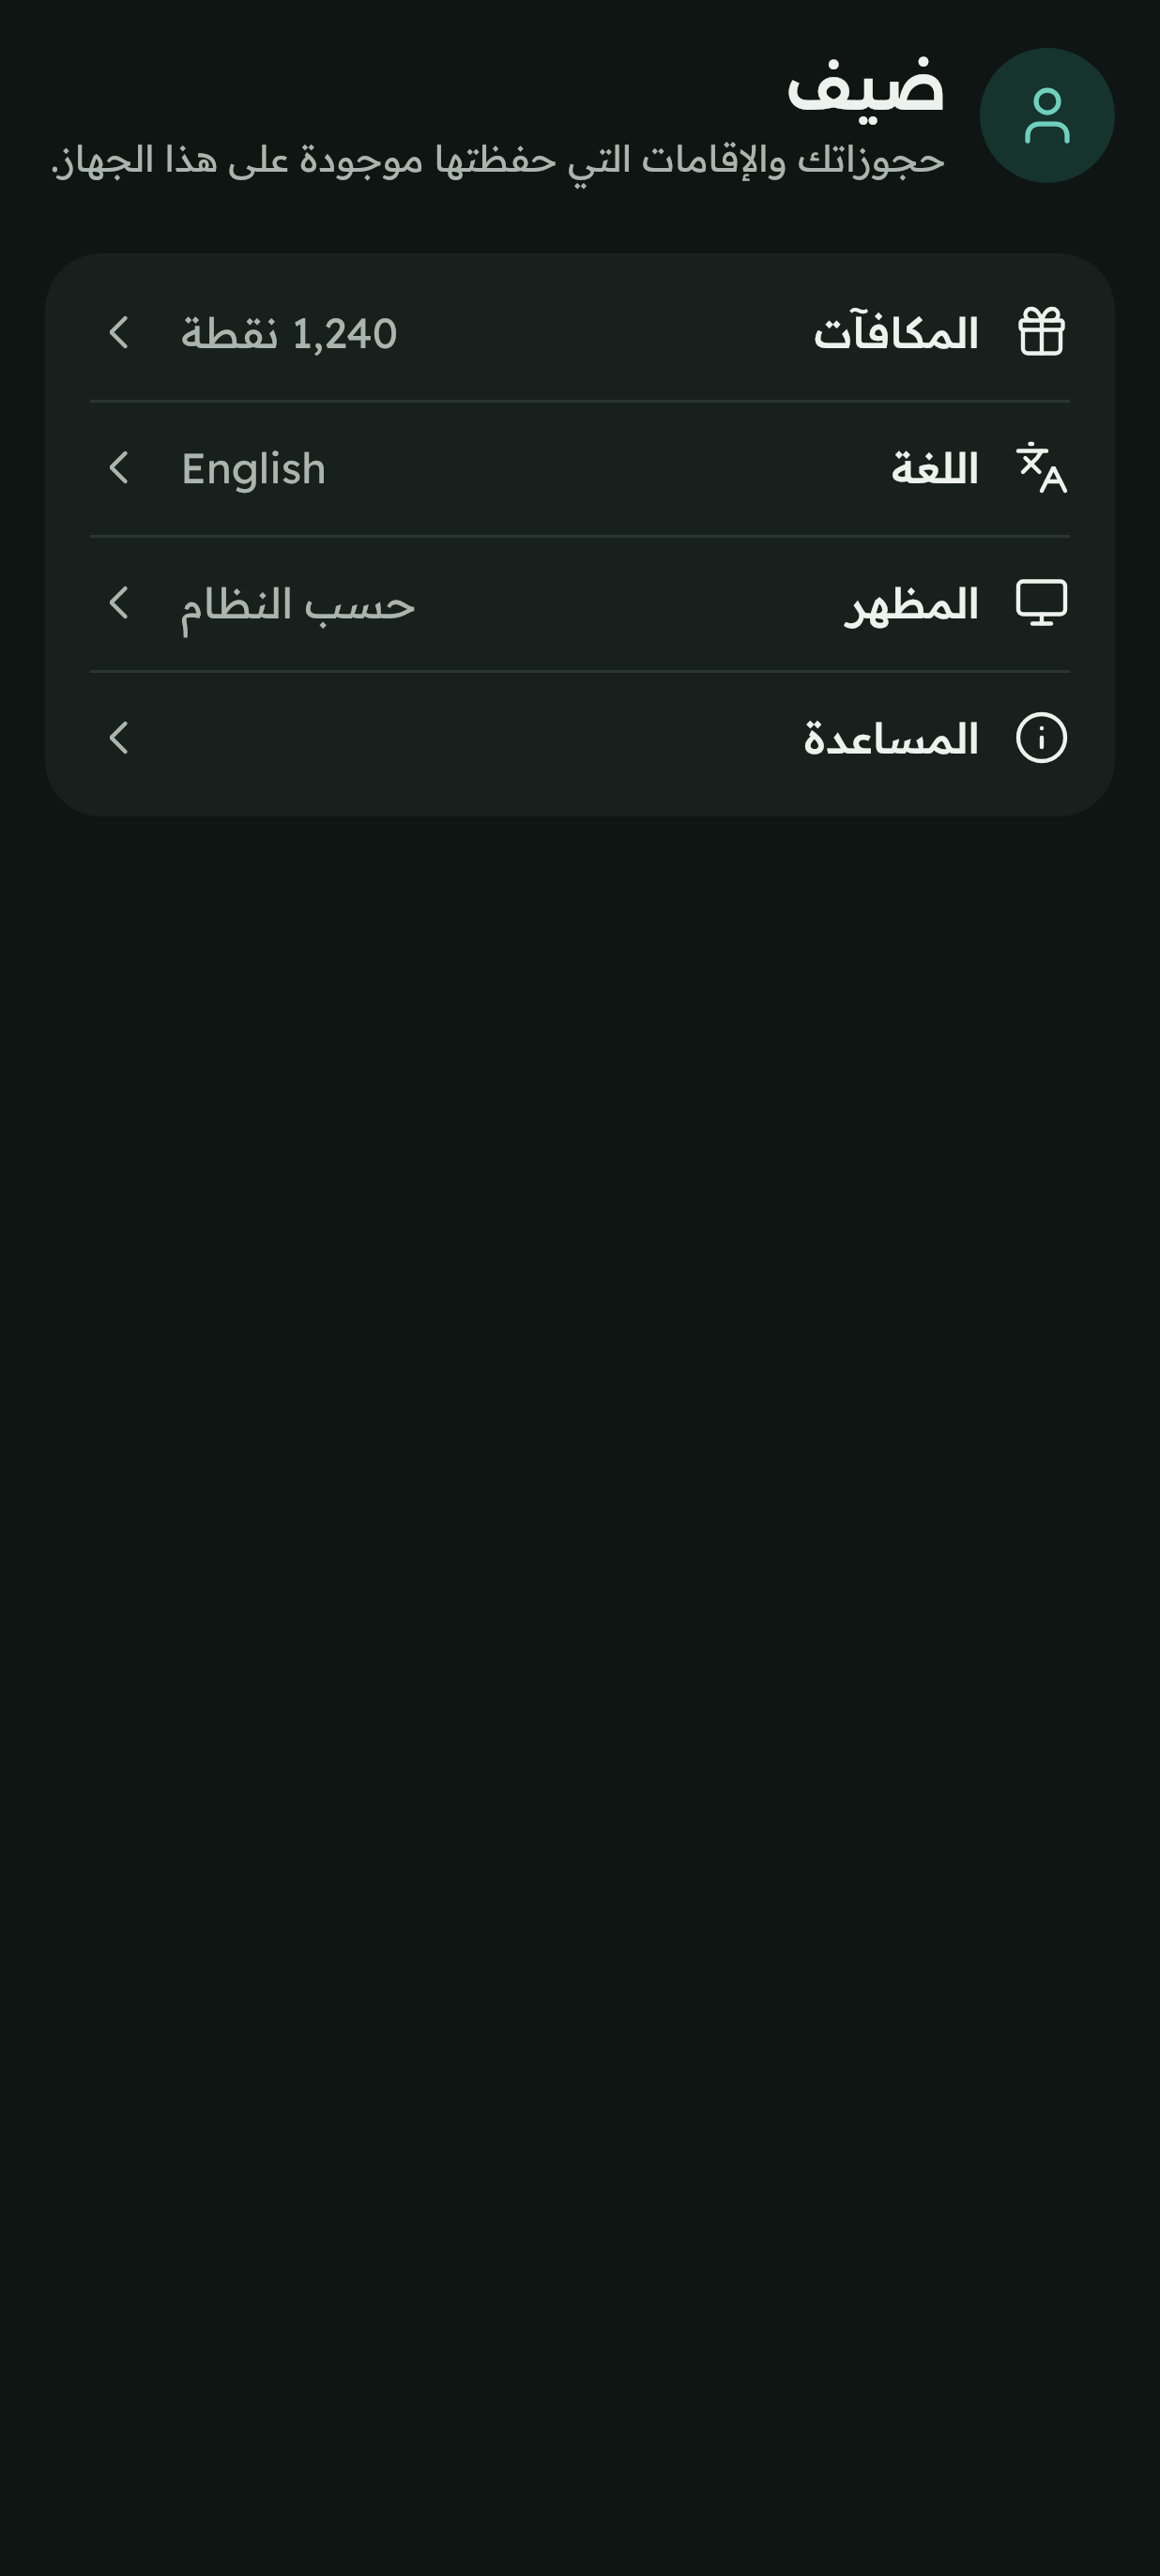 ضيف
حجوزاتك والإقامات التي حفظتها موجودة على هذا الجهاز.
المكافآت
1,240 نقطة
اللغة
English
المظهر
حسب النظام
المساعدة